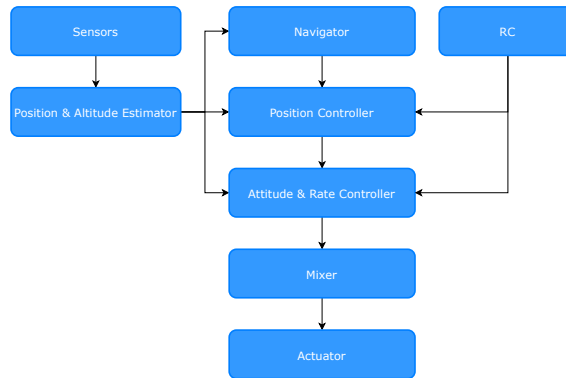 Sensors
Navigator
RC
Position & Altitude Estimator
Position Controller
Attitude & Rate Controller
Mixer
Actuator